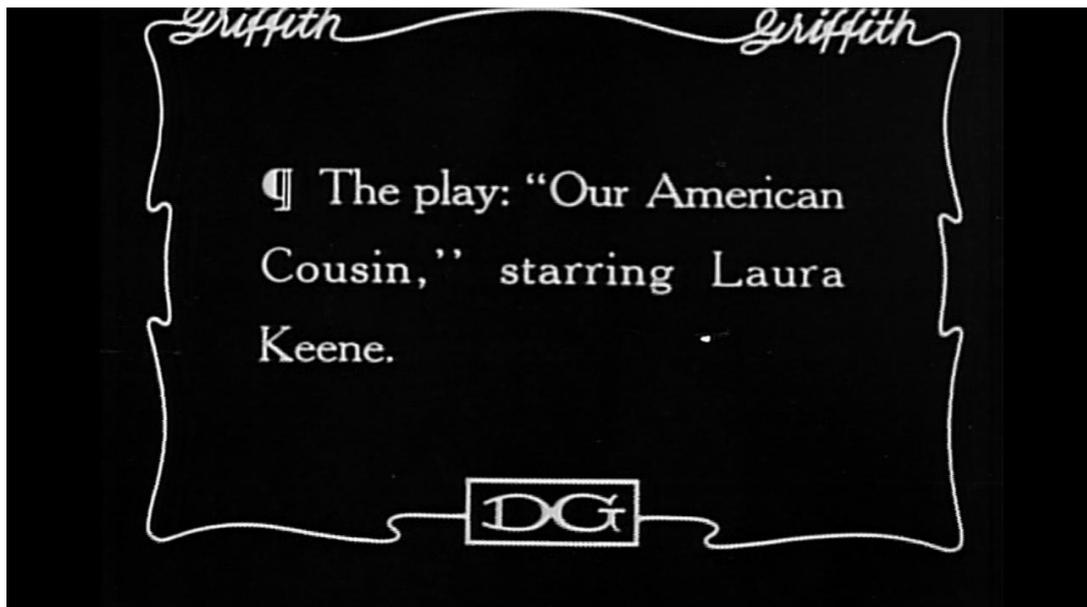 Griffith Griffith
¶ The play: “Our American
Cousin,’’ starring Laura
Keene.
DG